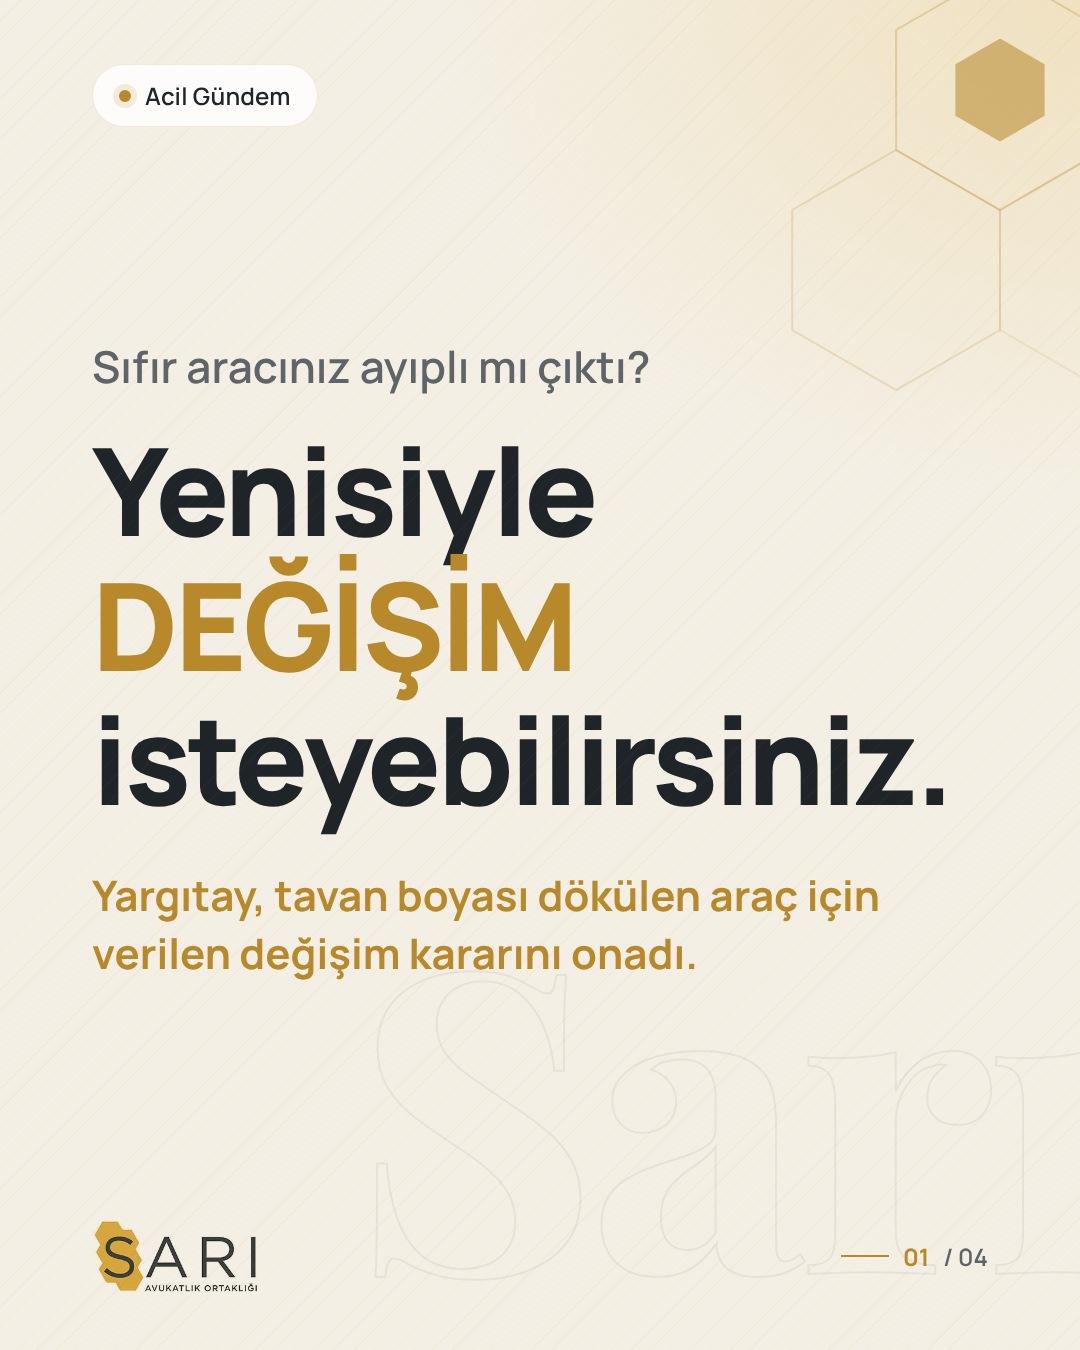 Acil Gündem
Sıfır aracınız ayıplı mı çıktı?
Yenisiyle
DEĞİŞİM
isteyebilirsiniz.
Yargıtay, tavan boyası dökülen araç için
verilen değişim kararını onadı.
Sarı
SARI
AVUKATLIK ORTAKLIĞI
01 / 04